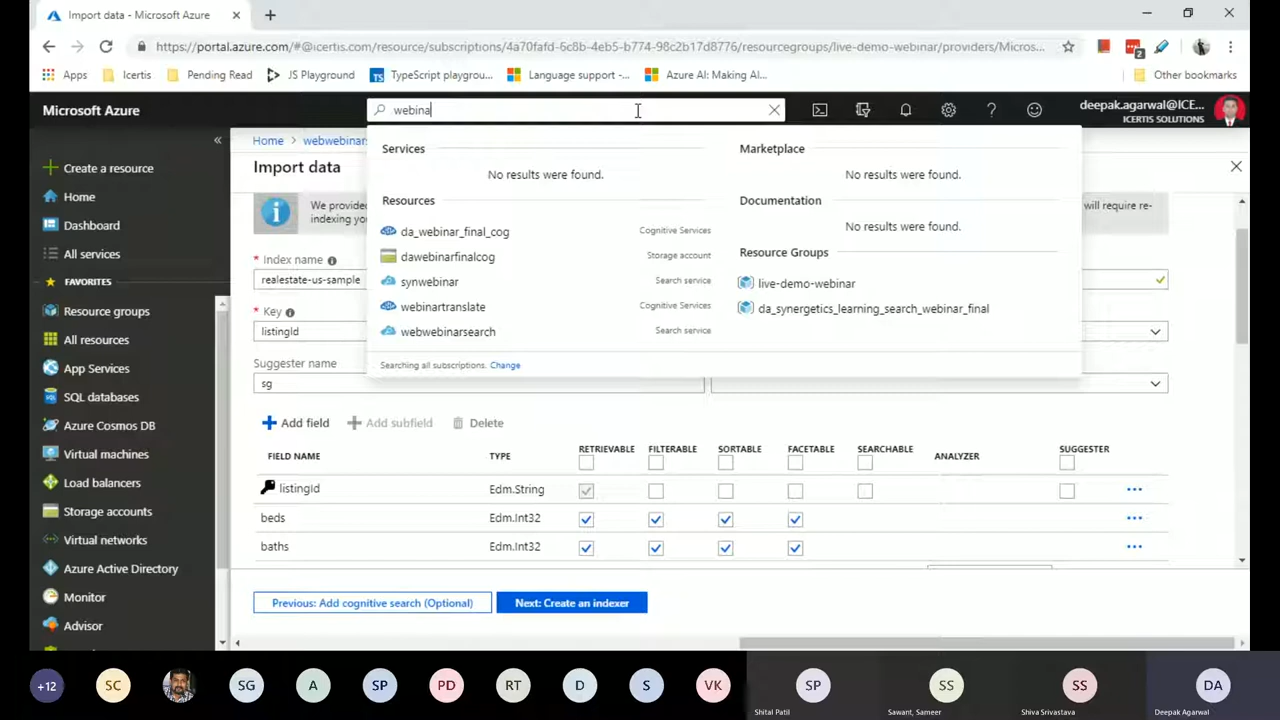 Import data - Microsoft Azure
https://portal.azure.com/#@icertis.com/resource/subscriptions/4a70fafd-6c8b-4eb5-b774-98c2b17d8776/resourcegroups/live-demo-webinar/providers/Micros...
2
Apps
Icertis
Pending Read
JS Playground
TS
TypeScript playgrou...
Language support -...
Azure AI: Making AI...
Other bookmarks
Microsoft Azure
webina
deepak.agarwal@ICE...
ICERTIS SOLUTIONS
Create a resource
Home
Dashboard
All services
FAVORITES
Resource groups
All resources
App Services
SQL databases
Azure Cosmos DB
Virtual machines
Load balancers
Storage accounts
Virtual networks
Azure Active Directory
Monitor
Advisor
Home
webwebinar
Import data
We provide
indexing you
will require re-
* Index name
realestate-us-sample
* Key
listingId
Suggester name
sg
Services
No results were found.
Resources
da_webinar_final_cog
Cognitive Services
dawebinarfinalcog
Storage account
synwebinar
Search service
webinartranslate
Cognitive Services
webwebinarsearch
Search service
Marketplace
No results were found.
Documentation
No results were found.
Resource Groups
live-demo-webinar
da_synergetics_learning_search_webinar_final
Searching all subscriptions. Change
Add field
Add subfield
Delete
FIELD NAME
TYPE
RETRIEVABLE
FILTERABLE
SORTABLE
FACETABLE
SEARCHABLE
ANALYZER
SUGGESTER
listingId
Edm.String
beds
Edm.Int32
baths
Edm.Int32
Previous: Add cognitive search (Optional)
Next: Create an indexer
+12
SC
SG
A
SP
PD
RT
D
S
VK
SP
Shital Patil
SS
Sawant, Sameer
SS
Shiva Srivastava
DA
Deepak Agarwal